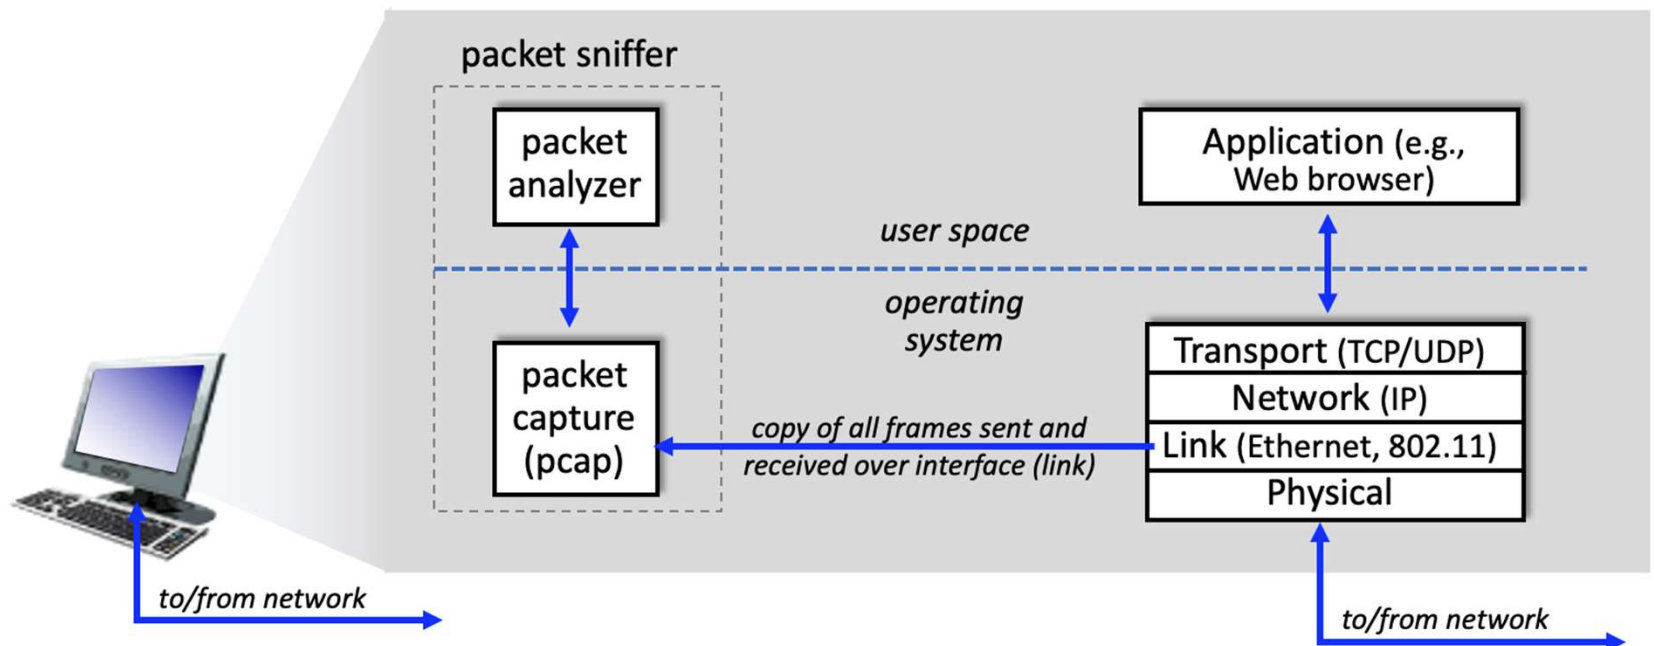 packet sniffer
packet
analyzer
Application (e.g.,
Web browser)
user space
operating
system
packet
capture
(pcap)
copy of all frames sent and
received over interface (link)
Transport (TCP/UDP)
Network (IP)
Link (Ethernet, 802.11)
Physical
to/from network
to/from network